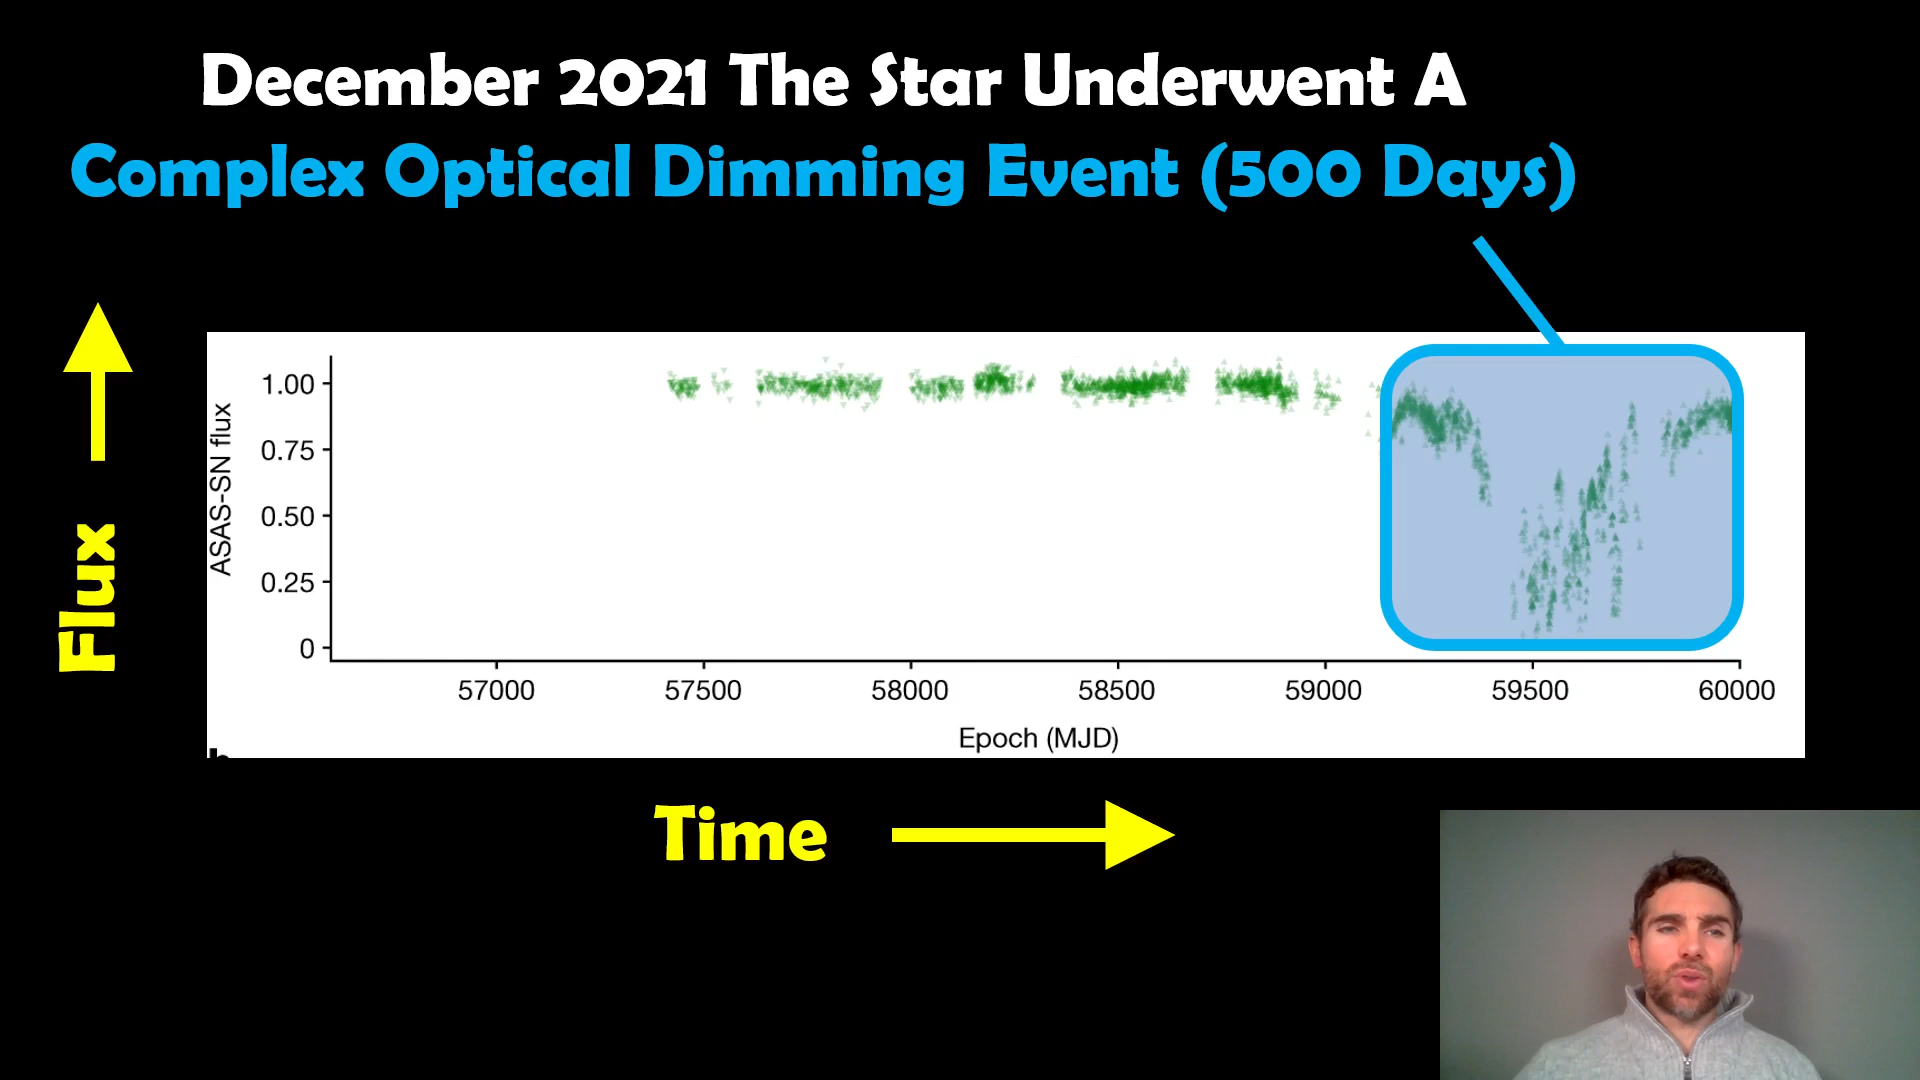 December 2021 The Star Underwent A
Complex Optical Dimming Event (500 Days)
Flux
ASAS-SN flux
1.00
0.75
0.50
0.25
0
57000 57500 58000 58500 59000 59500 60000
Epoch (MJD)
Time